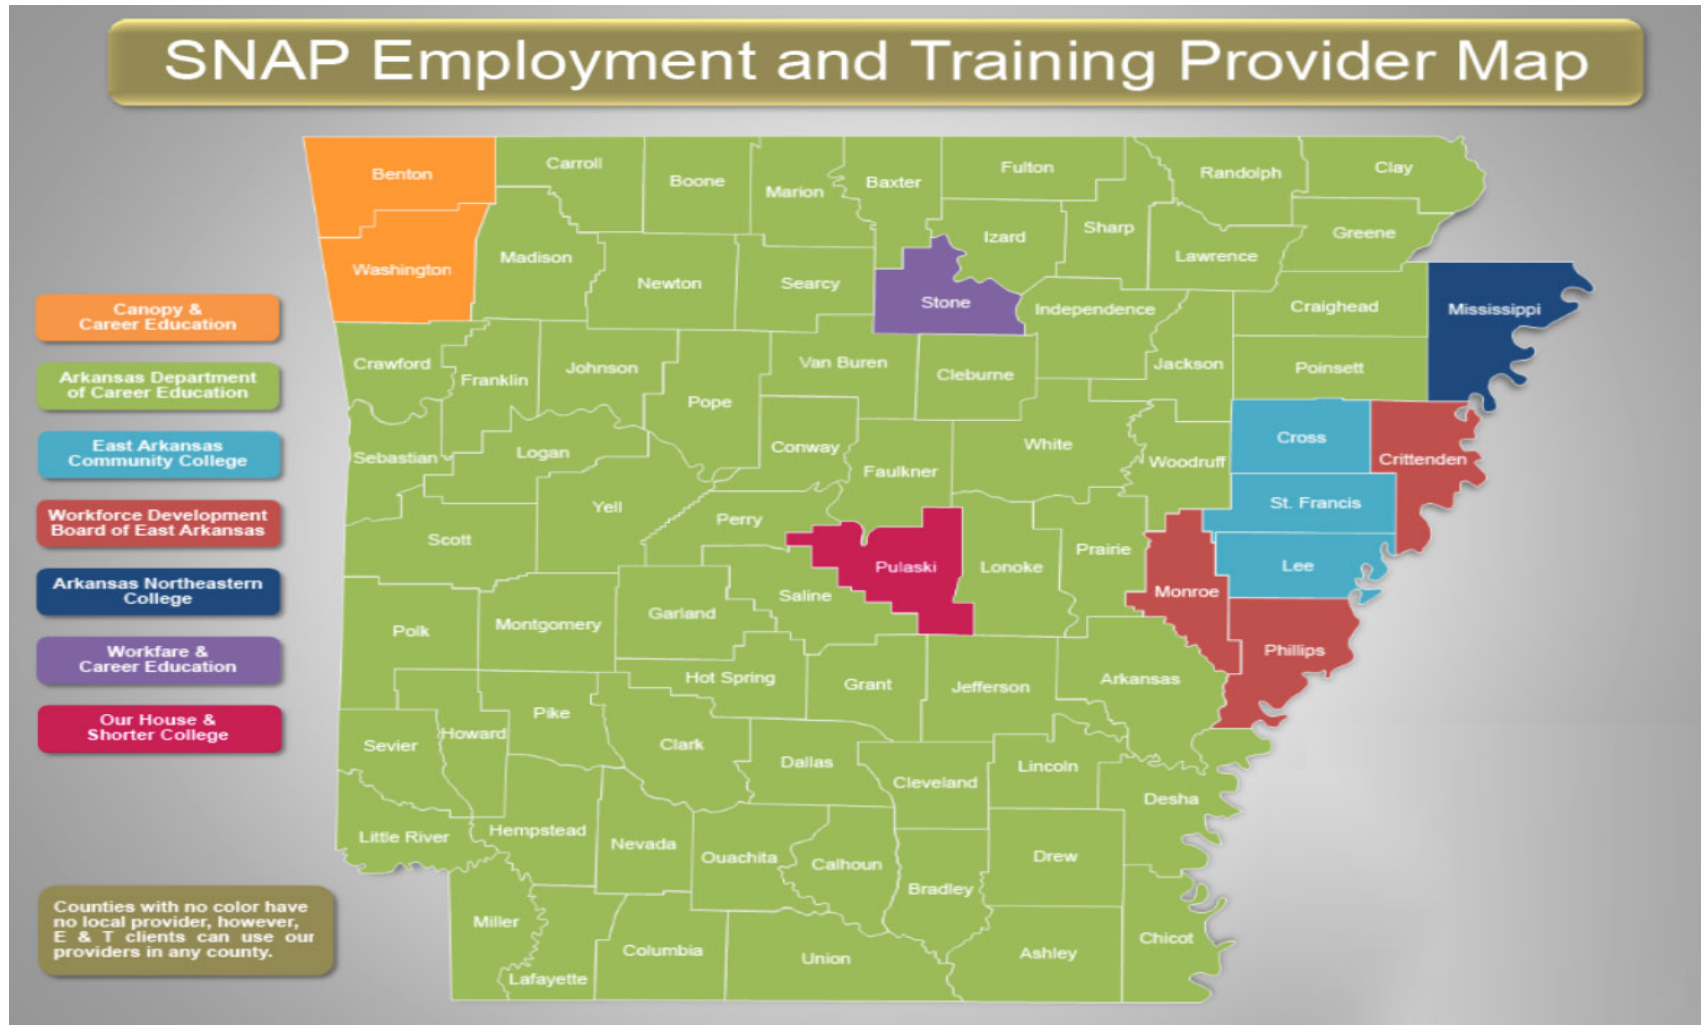 SNAP Employment and Training Provider Map
Benton
Carroll
Boone
Marion
Baxter
Fulton
Randolph
Clay
Washington
Madison
Newton
Searcy
Stone
Izard
Sharp
Lawrence
Greene
Independence
Craighead
Mississippi
Canopy &
Career Education
Arkansas Department
of Career Education
East Arkansas
Community College
Workforce Development
Board of East Arkansas
Arkansas Northeastern
College
Workfare &
Career Education
Our House &
Shorter College
Crawford
Franklin
Johnson
Pope
Van Buren
Cleburne
Jackson
Poinsett
Sebastian
Logan
Conway
Faulkner
White
Woodruff
Cross
Crittenden
Scott
Yell
Perry
Pulaski
Lonoke
Prairie
St. Francis
Lee
Monroe
Phillips
Polk
Montgomery
Garland
Saline
Hot Spring
Grant
Jefferson
Arkansas
Sevier
Howard
Pike
Clark
Dallas
Cleveland
Lincoln
Desha
Little River
Hempstead
Nevada
Ouachita
Calhoun
Bradley
Drew
Miller
Lafayette
Columbia
Union
Ashley
Chicot
Counties with no color have
no local provider, however,
E & T clients can use our
providers in any county.